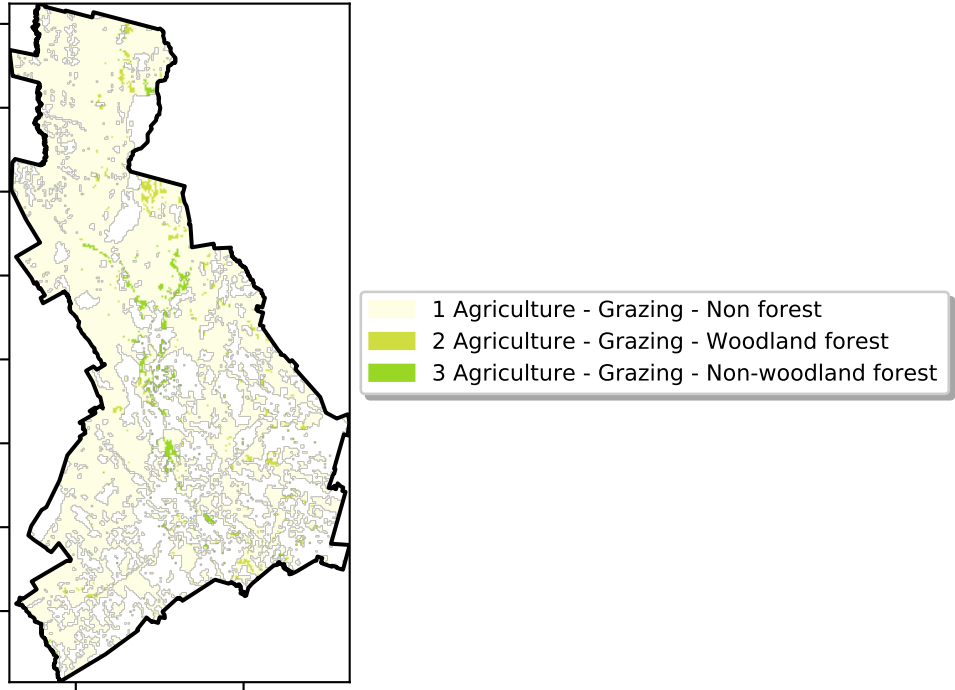 1 Agriculture - Grazing - Non forest
2 Agriculture - Grazing - Woodland forest
3 Agriculture - Grazing - Non-woodland forest